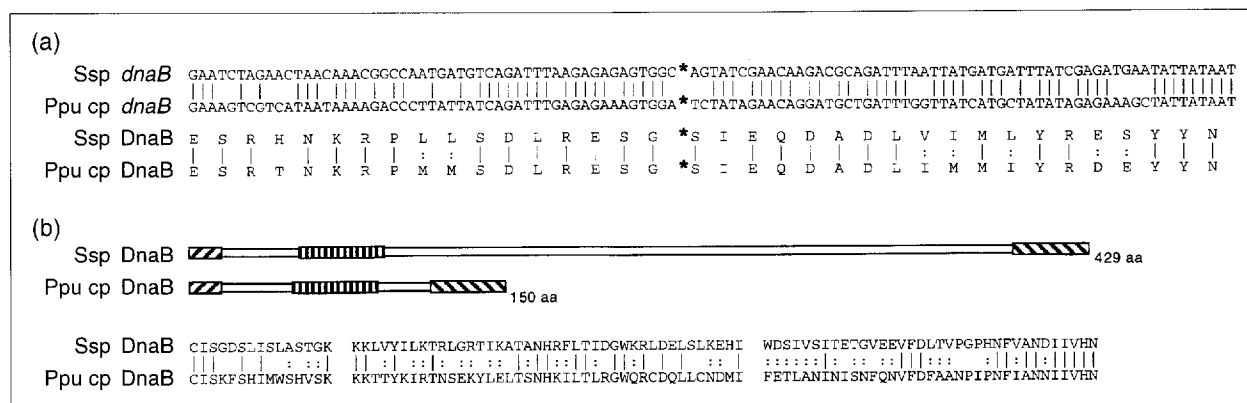 (a)
Ssp dnaB GAATCTAGAACTAACAAACGGCCAATGATGTCAGATTTAAGAGAGAGTGGC*AGTATCGAACAAGACGCAGATTTAATTATGATGATTTATCGAGATGAATATTATAAT
Ppu cp dnaB GAAAGTCGTCATAATAAAAGACCCTTATTATCAGATTTGAGAGAAAGTGGA*TCTATAGAACAGGATGCTGATTTGGTTATCATGCTATATAGAGAAAGCTATTATAAT
Ssp DnaB E S R H N K R P L L S D L R E S G * S I E Q D A D L V I M L Y R E S Y Y N
Ppu cp DnaB E S R T N K R P M M S D L R E S G * S I E Q D A D L I M M I Y R D E Y Y N
(b)
Ssp DnaB 429 aa
Ppu cp DnaB 150 aa
Ssp DnaB CISGDSLISLASTGK KKLVYILKTRLGRTIKATANHRFLTIDGWKRLDELSLKEHI WDSIVSITETGVEEVFDLTVPGPHNFVANDIIVHN
Ppu cp DnaB CISKFSHIMWSHVSK KKTTYKIRTNSEKYLELTSNHKILTLRGWQRCDQLLCNDMI FETLANININISNFQNVFDFAANPIPNFIANNIIVHN